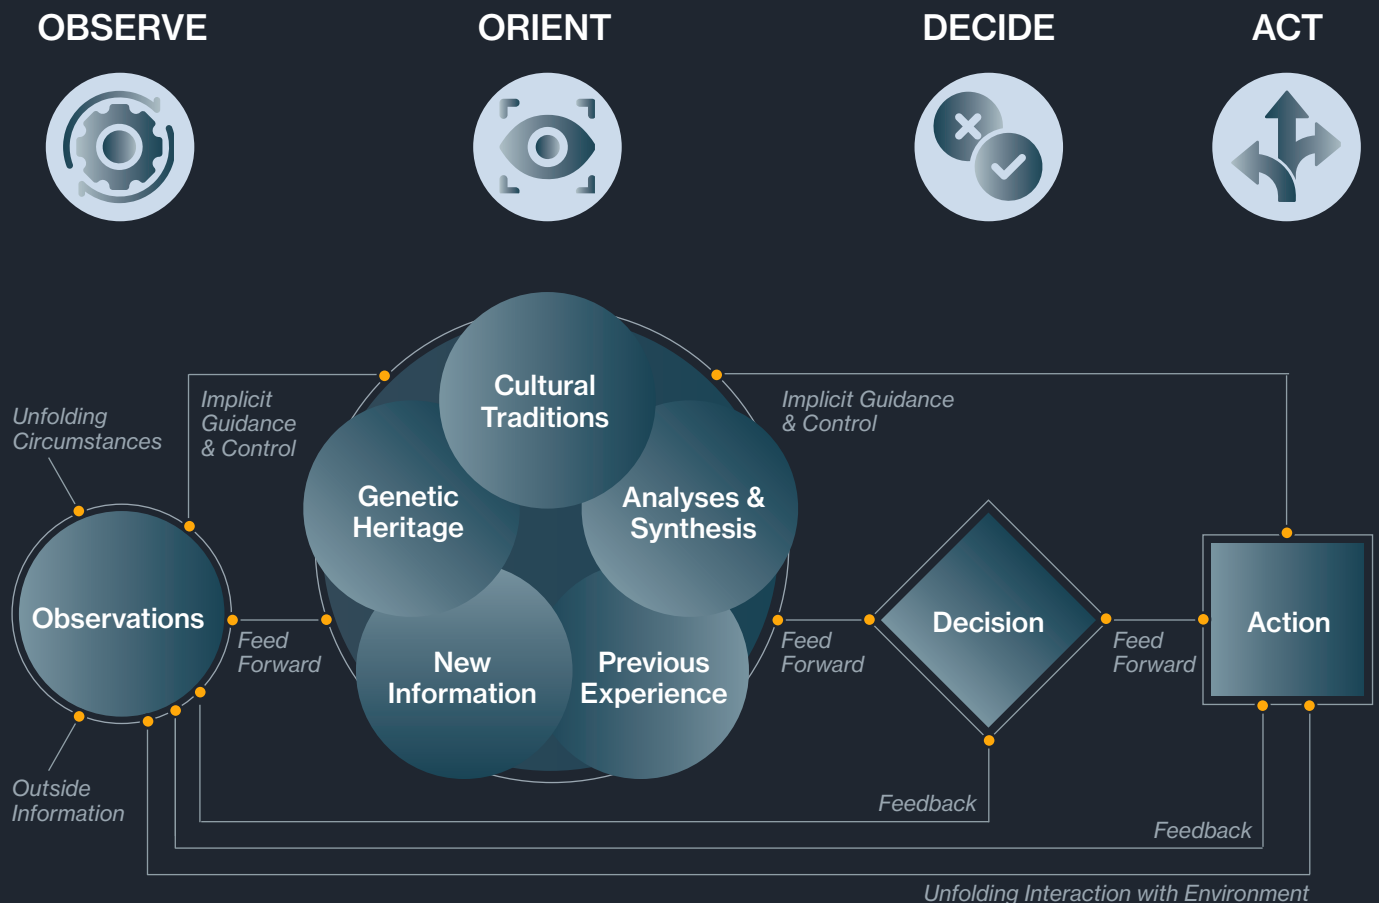 OBSERVE
ORIENT
DECIDE
ACT
Unfolding
Circumstances
Implicit
Guidance
& Control
Cultural
Traditions
Implicit Guidance
& Control
Genetic
Heritage
Analyses &
Synthesis
Observations
Feed
Forward
New
Information
Previous
Experience
Feed
Forward
Decision
Feed
Forward
Action
Outside
Information
Feedback
Feedback
Unfolding Interaction with Environment